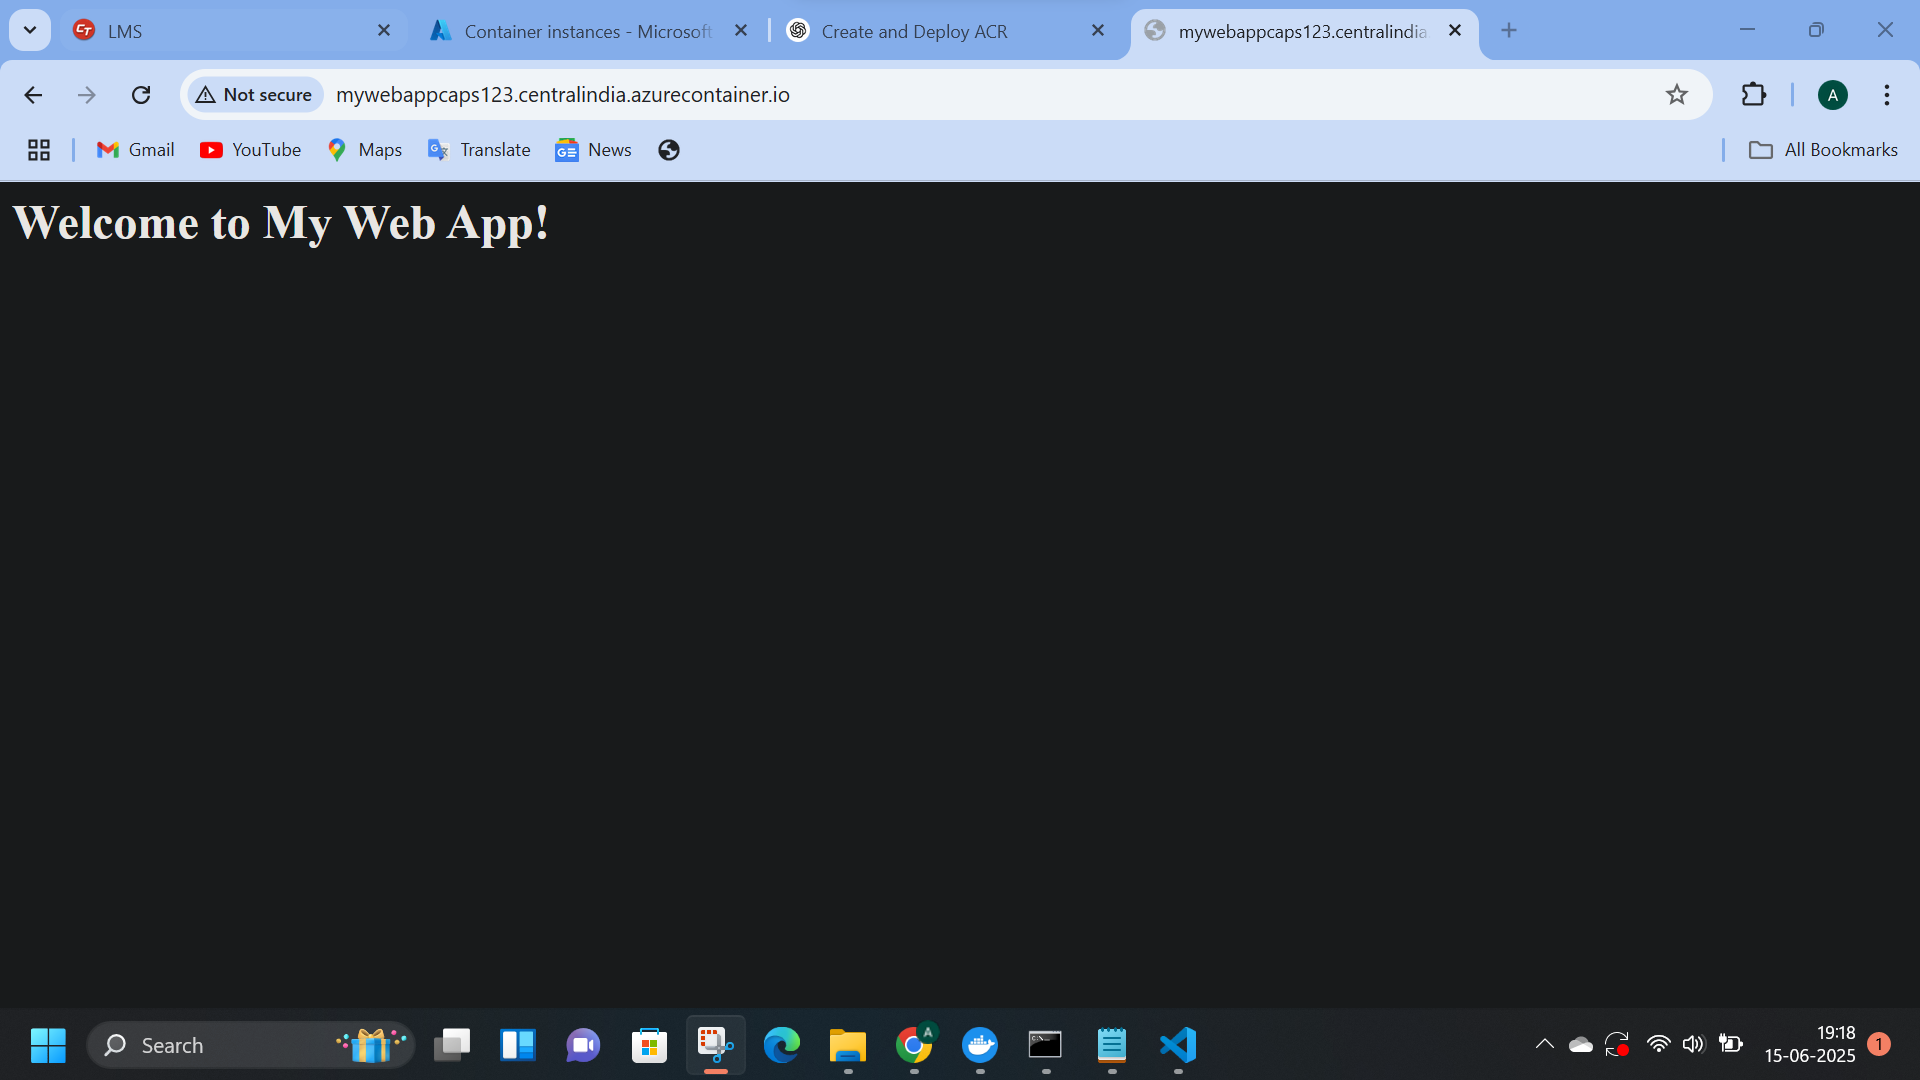 LMS
Container instances - Microsoft
Create and Deploy ACR
mywebappcaps123.centralindia
Not secure
mywebappcaps123.centralindia.azurecontainer.io
A
Gmail
YouTube
Maps
Translate
News
All Bookmarks
Welcome to My Web App!
Search
A
19:18
15-06-2025
1